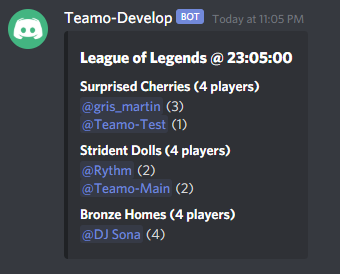 Teamo-Develop BOT Today at 11:05 PM
League of Legends @ 23:05:00
Surprised Cherries (4 players)
@gris_martin (3)
@Teamo-Test (1)
Strident Dolls (4 players)
@Rythm (2)
@Teamo-Main (2)
Bronze Homes (4 players)
@DJ Sona (4)